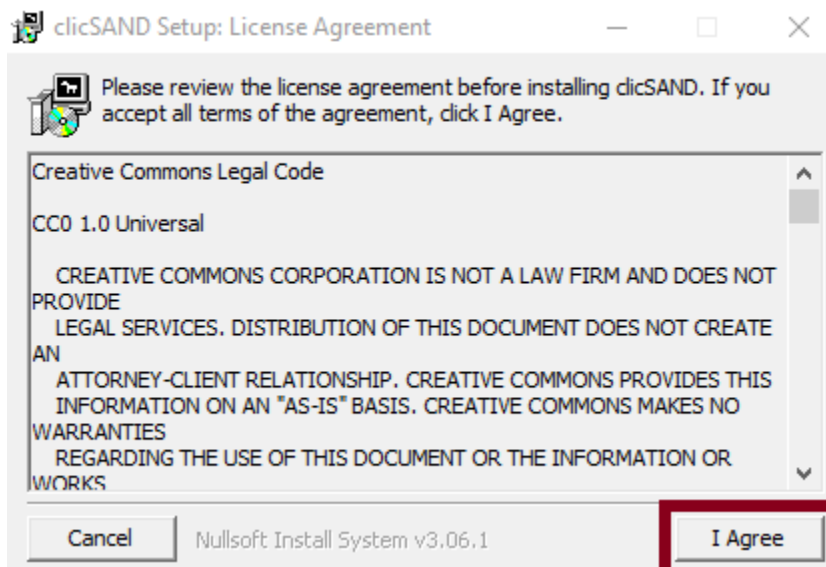 clicSAND Setup: License Agreement
Please review the license agreement before installing clicSAND. If you
accept all terms of the agreement, click I Agree.
Creative Commons Legal Code
CC0 1.0 Universal
CREATIVE COMMONS CORPORATION IS NOT A LAW FIRM AND DOES NOT
PROVIDE
LEGAL SERVICES. DISTRIBUTION OF THIS DOCUMENT DOES NOT CREATE
AN
ATTORNEY-CLIENT RELATIONSHIP. CREATIVE COMMONS PROVIDES THIS
INFORMATION ON AN "AS-IS" BASIS. CREATIVE COMMONS MAKES NO
WARRANTIES
REGARDING THE USE OF THIS DOCUMENT OR THE INFORMATION OR
WORKS
Cancel
Nullsoft Install System v3.06.1
I Agree